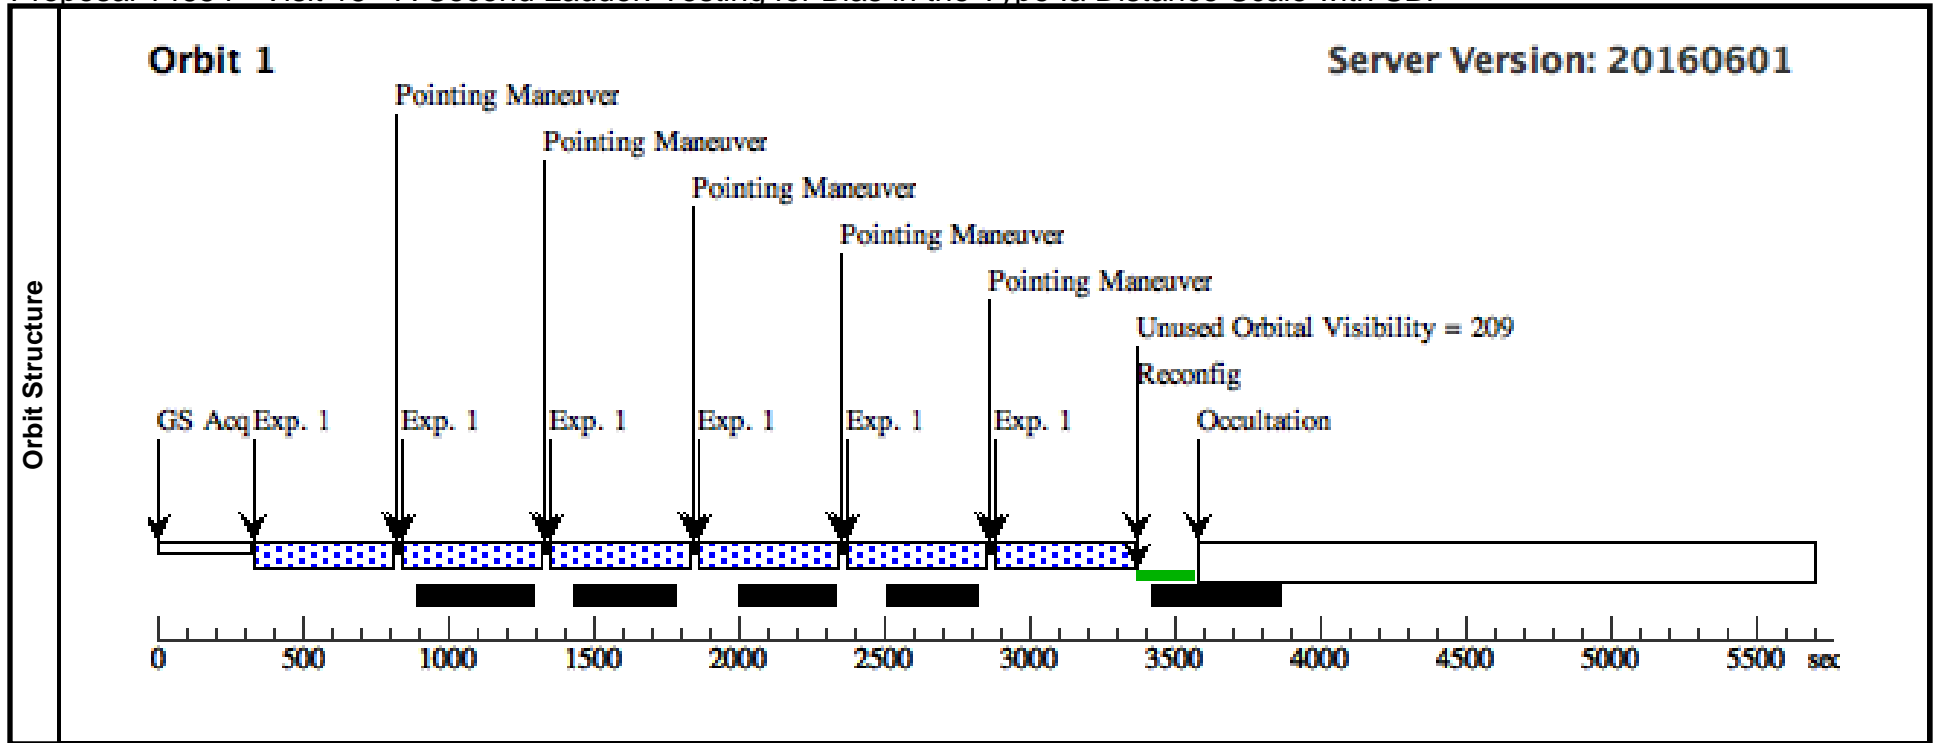 Orbit Structure
Orbit 1
Server Version: 20160601
Pointing Maneuver
Pointing Maneuver
Pointing Maneuver
Pointing Maneuver
Pointing Maneuver
Unused Orbital Visibility = 209
Reconfig
GS Acq Exp. 1 Exp. 1 Exp. 1 Exp. 1 Exp. 1 Exp. 1 Occultation
0 500 1000 1500 2000 2500 3000 3500 4000 4500 5000 5500 sec